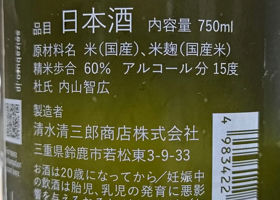 品目 日本酒 内容量 750ml
原材料名 米(国産)、米麹(国産米)
精米歩合 60% アルコール分 15度
杜氏 内山智広
製造者
清水清三郎商店株式会社
三重県鈴鹿市若松東3-9-33
お酒は20歳になってから／妊娠中
の飲酒は胎児、乳児の発育に悪影
4983422